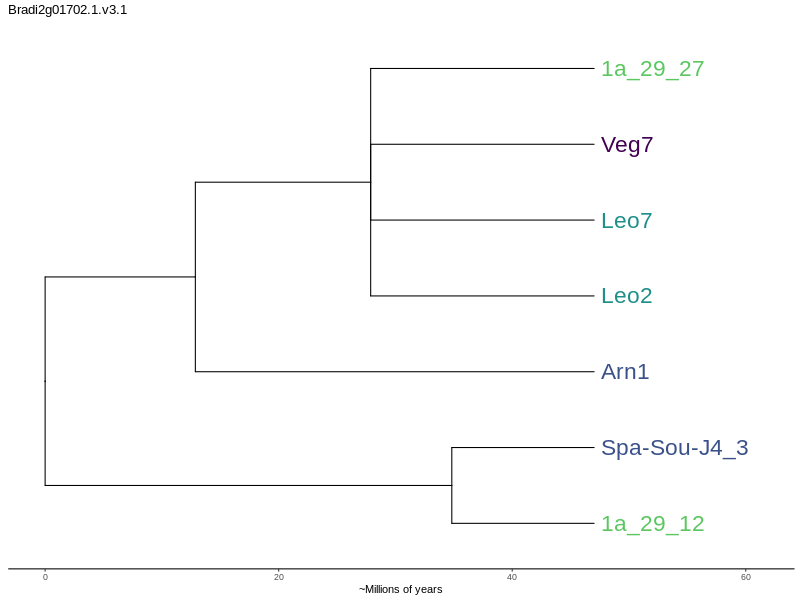 Bradi2g01702.1.v3.1
1a_29_27
Veg7
Leo7
Leo2
Arn1
Spa-Sou-J4_3
1a_29_12
0 20 40 60
~Millions of years